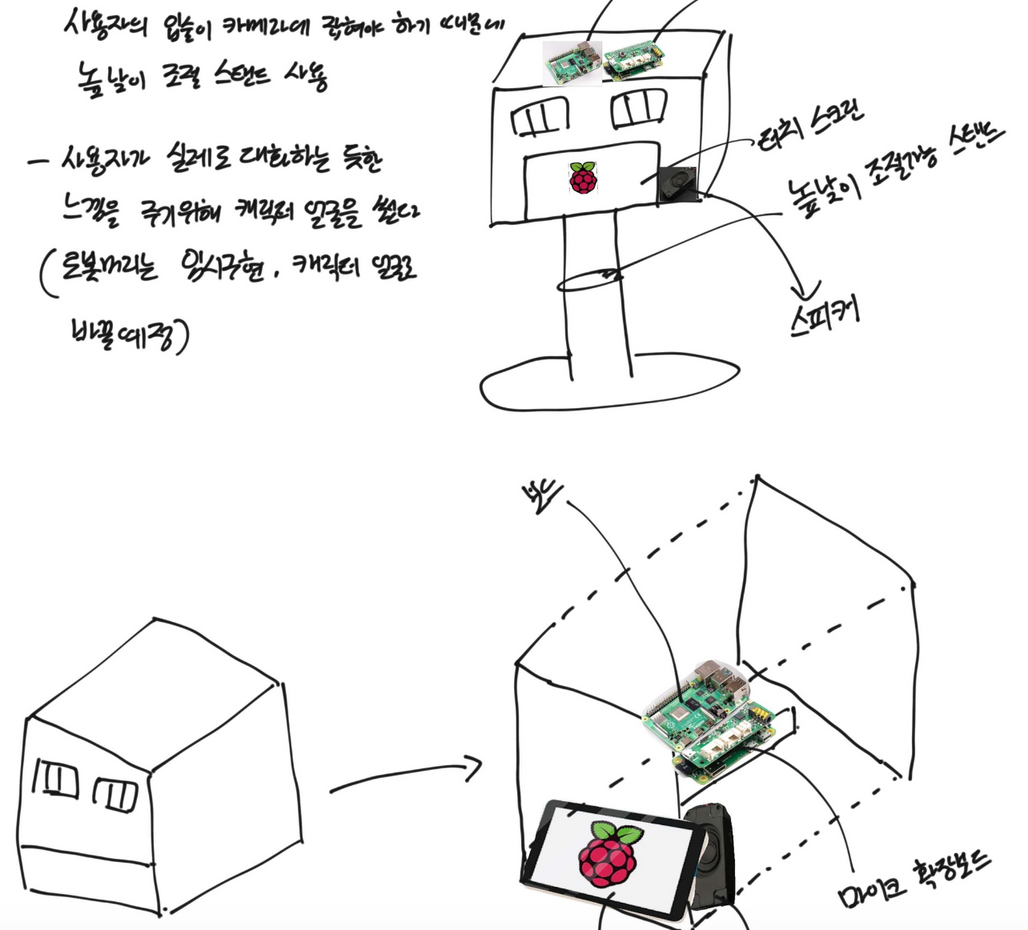 사용자의 입술이 카메라에 찍혀야 하기 때문에
높낮이 조절 스탠드 사용
- 사용자가 실제로 대화하는 듯한
느낌을 주기위해 캐릭터 얼굴을 씌운다
(로봇머리는 임시구현, 캐릭터 얼굴로
바꿀예정)
터치 스크린
높낮이 조절가능 스탠드
스피커
보드
마이크 확장보드